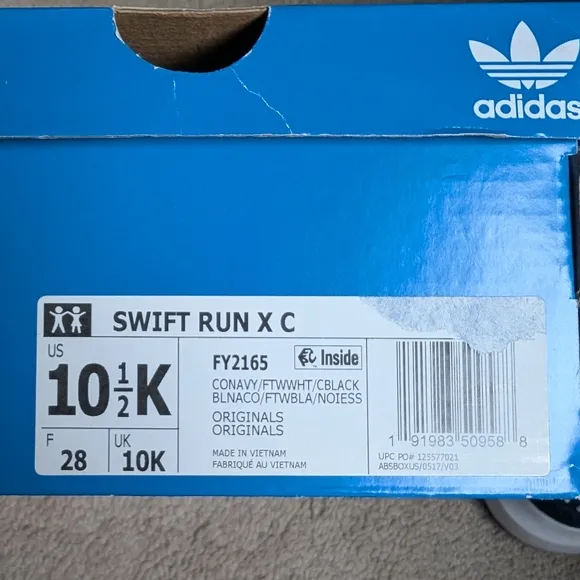 adidas
SWIFT RUN X C
US
10 1/2 K
F
28
UK
10K
FY2165
Inside
CONAVY/FTWWHT/CBLACK
BLNACO/FTWBLA/NOIESS
ORIGINALS
ORIGINALS
MADE IN VIETNAM
FABRIQUÉ AU VIETNAM
1 91983 50958 8
UPC PO# 125577021
ABSBOXUS/0517/V03